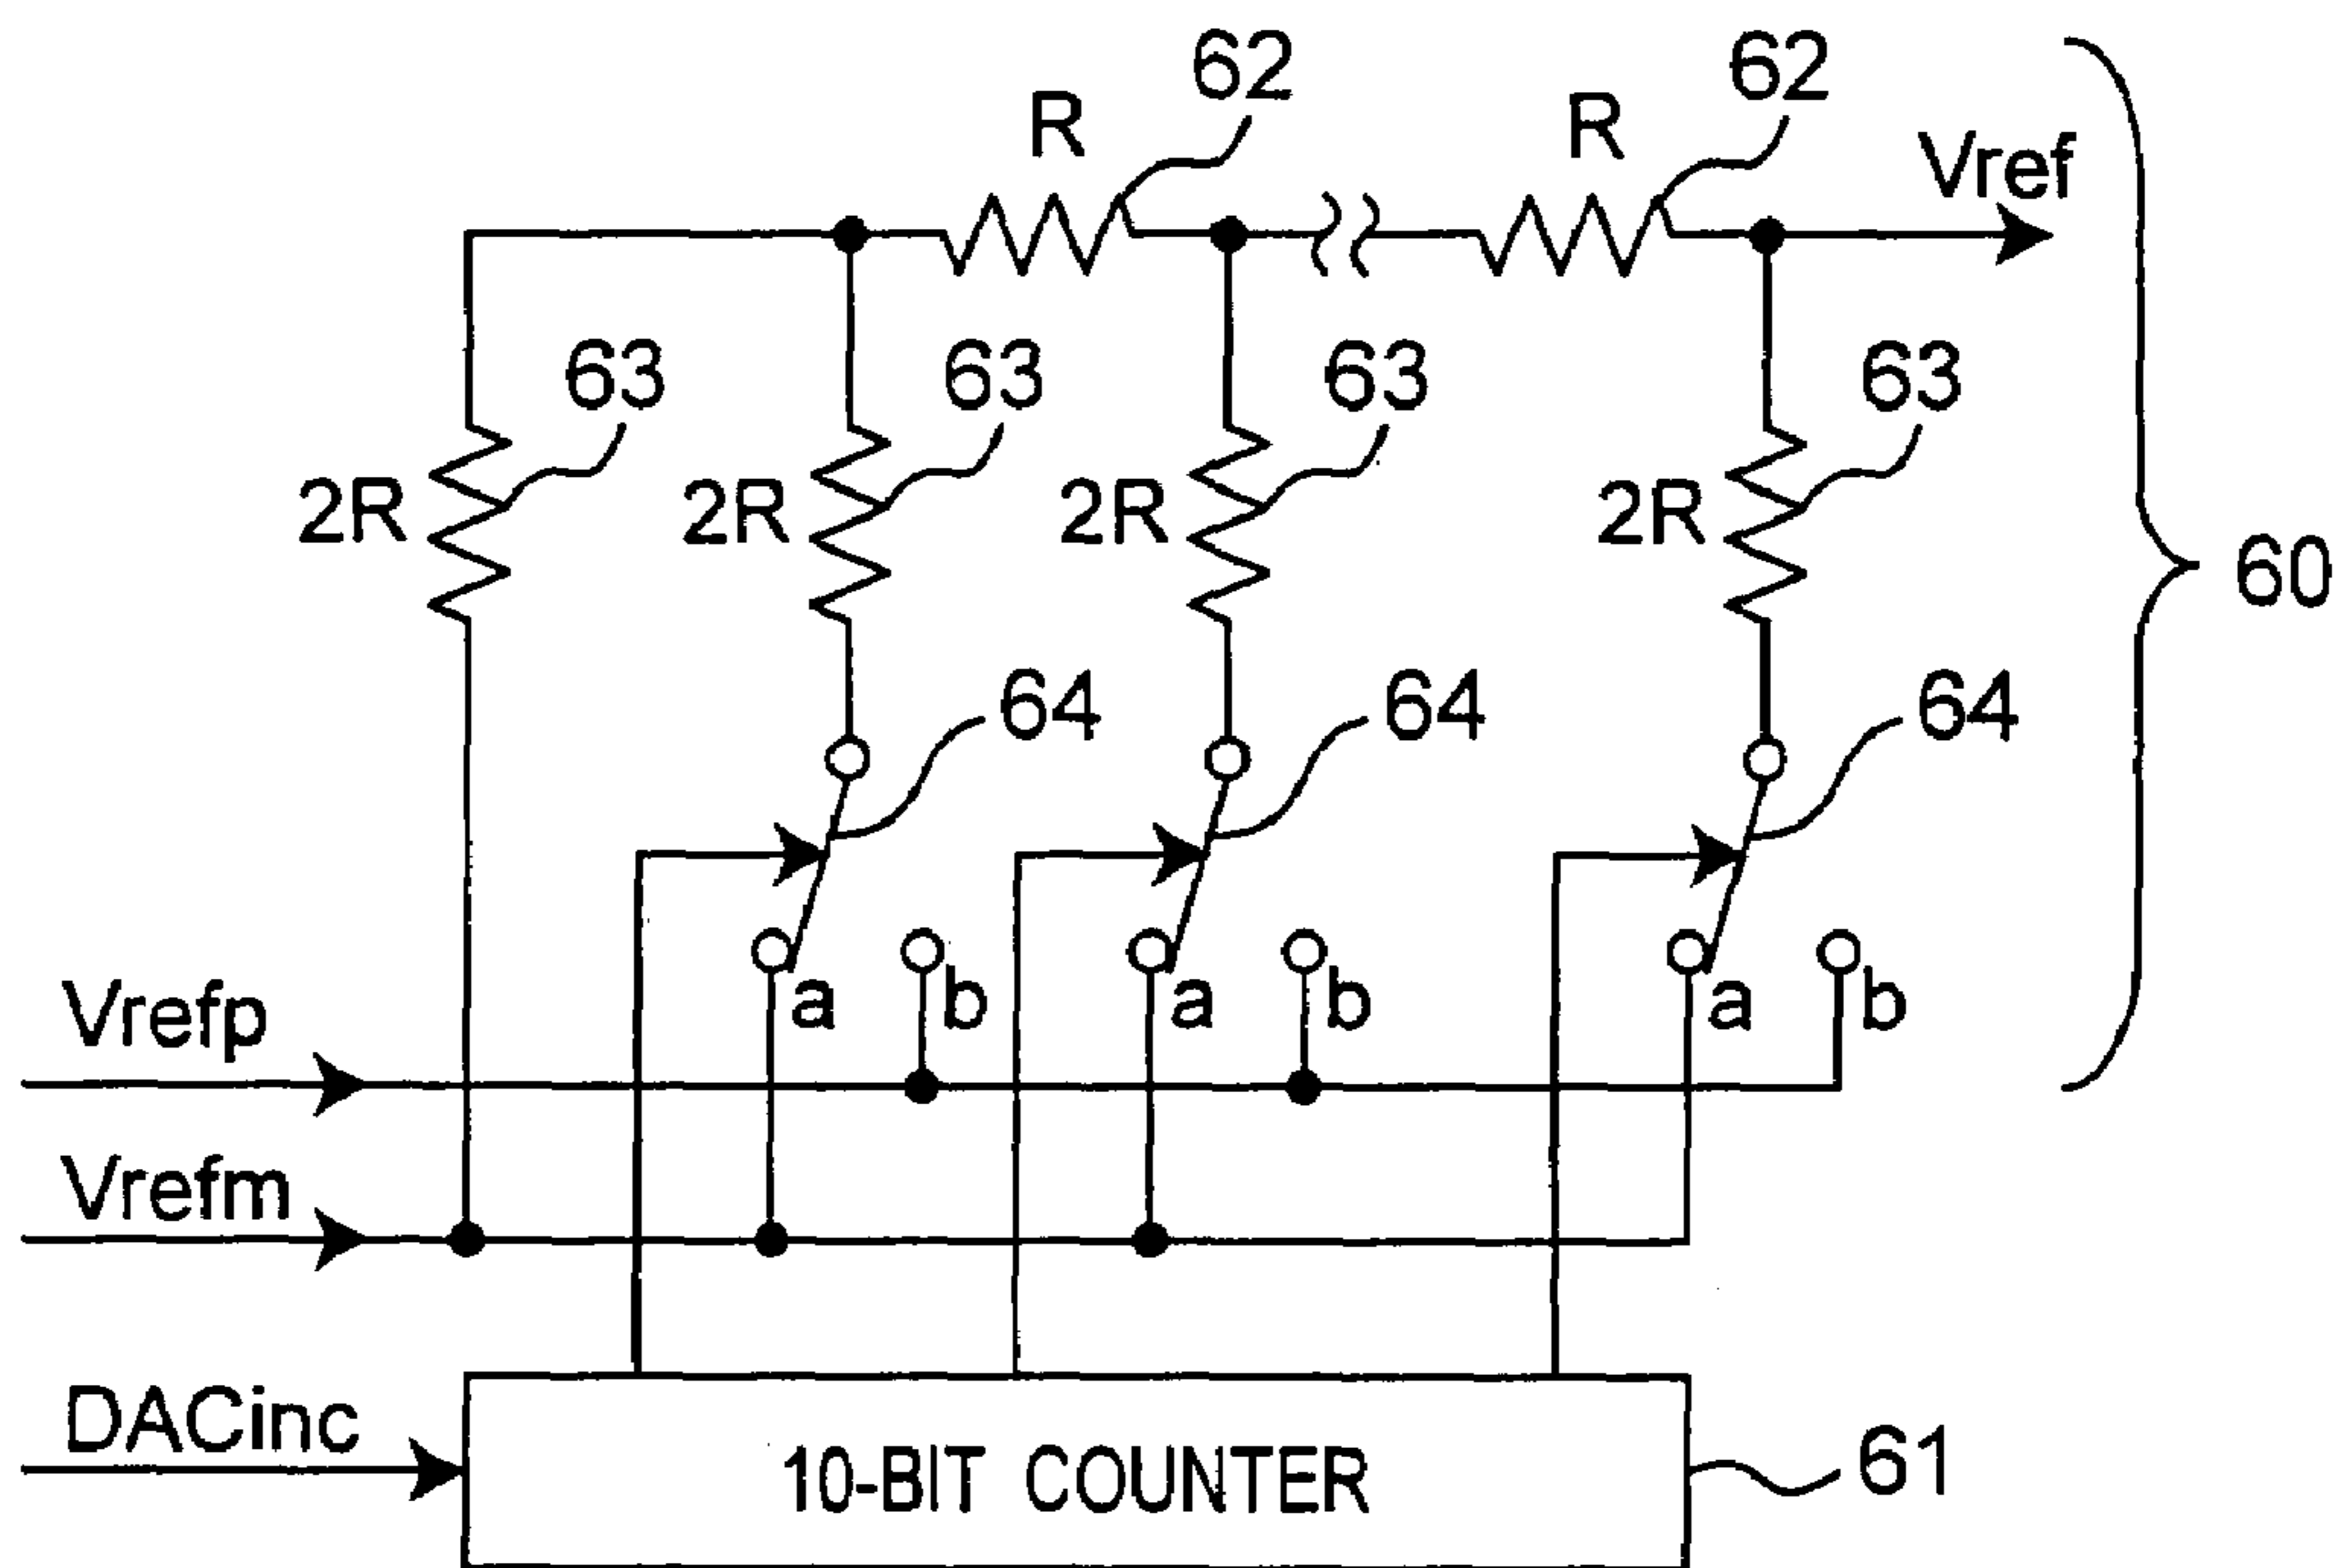 62 62
R R
Vref
63 63 63 63
2R 2R 2R 2R
60
64 64 64
a b a b a b
Vrefp
Vrefm
DACinc
10-BIT COUNTER
61